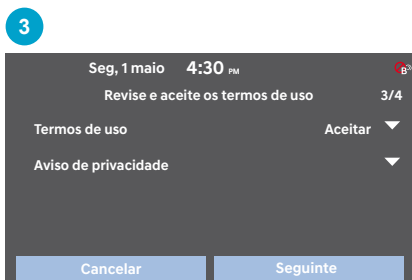 3
Seg, 1 maio 4:30 PM
B
Revise e aceite os termos de uso 3/4
Termos de uso Aceitar
Aviso de privacidade
Cancelar Seguinte